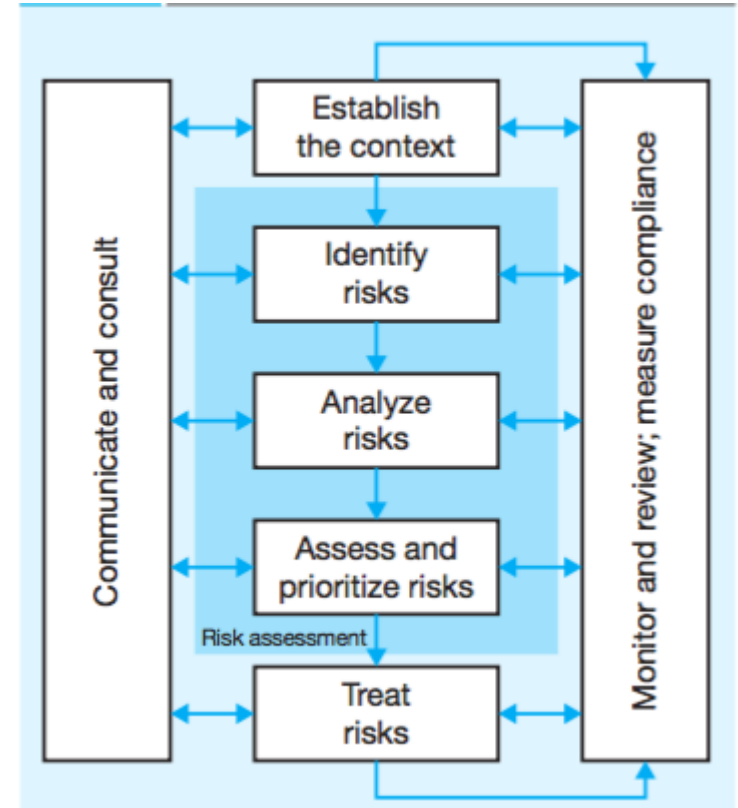 Establish
the context
Identify
risks
Analyze
risks
Assess and
prioritize risks
Risk assessment
Treat
risks
Communicate and consult
Monitor and review; measure compliance